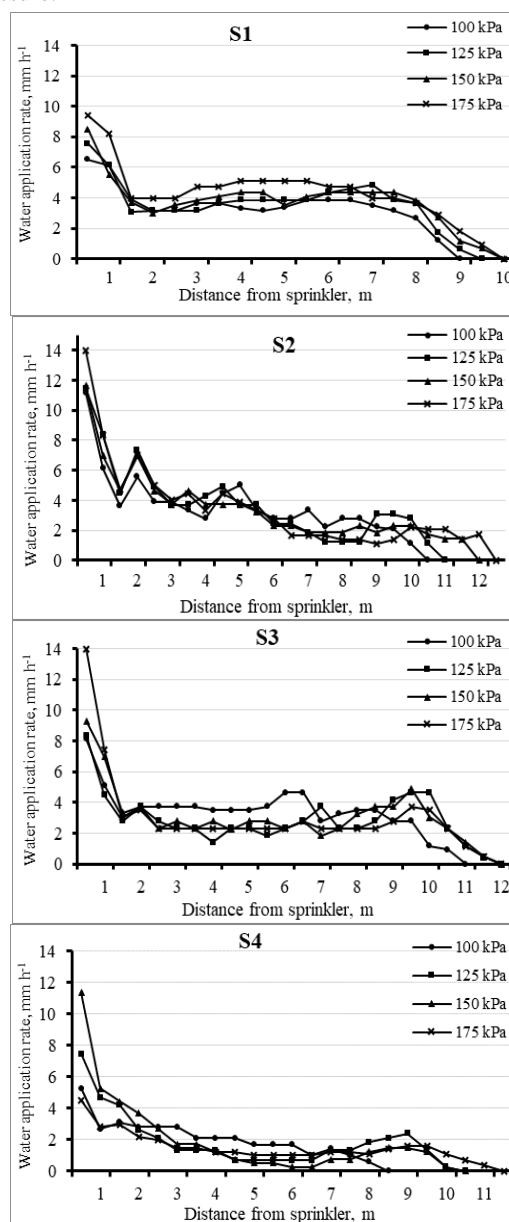 S1
100 kPa
125 kPa
150 kPa
175 kPa
Water application rate, mm h-1
14
12
10
8
6
4
2
0
1 2 3 4 5 6 7 8 9 10
Distance from sprinkler, m
S2
100 kPa
125 kPa
150 kPa
175 kPa
Water application rate, mm h-1
14
12
10
8
6
4
2
0
1 2 3 4 5 6 7 8 9 10 11 12
Distance from sprinkler, m
S3
100 kPa
125 kPa
150 kPa
175 kPa
Water application rate, mm h-1
14
12
10
8
6
4
2
0
1 2 3 4 5 6 7 8 9 10 11 12
Distance from sprinkler, m
S4
100 kPa
125 kPa
150 kPa
175 kPa
Water application rate, mm h-1
14
12
10
8
6
4
2
0
1 2 3 4 5 6 7 8 9 10 11
Distance from sprinkler, m